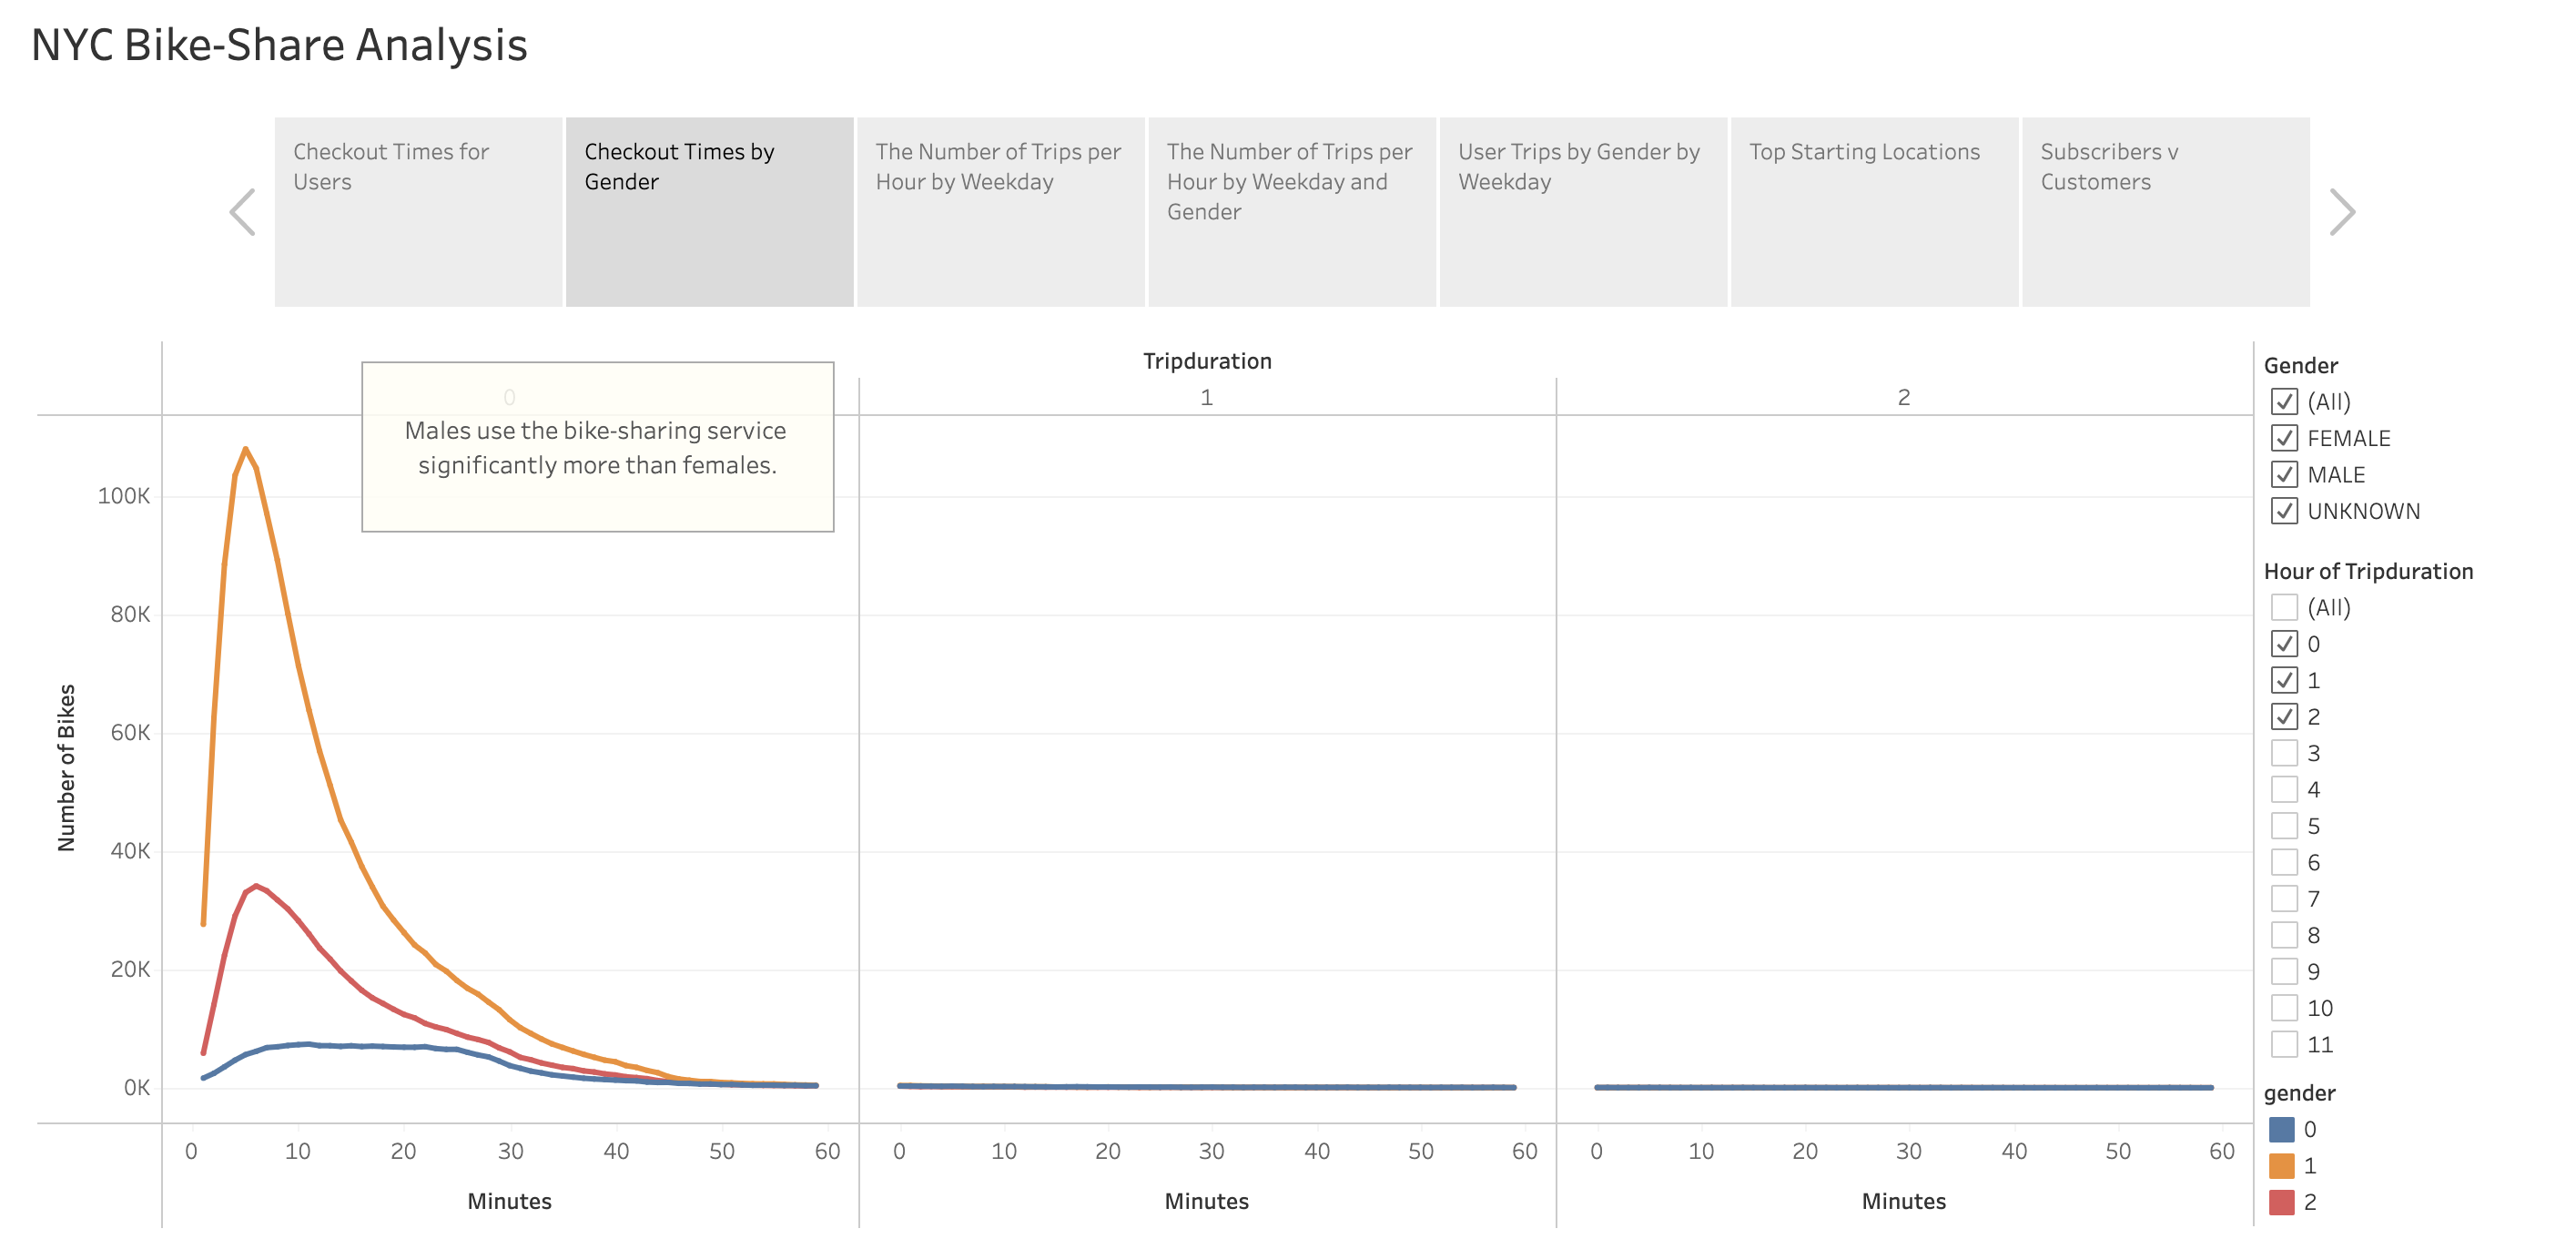 NYC Bike-Share Analysis
Checkout Times for
Users
Checkout Times by
Gender
The Number of Trips per
Hour by Weekday
The Number of Trips per
Hour by Weekday and
Gender
User Trips by Gender by
Weekday
Top Starting Locations
Subscribers v
Customers
Tripduration
0
1
2
Males use the bike-sharing service
significantly more than females.
Number of Bikes
100K
80K
60K
40K
20K
0K
0 10 20 30 40 50 60
0 10 20 30 40 50 60
0 10 20 30 40 50 60
Minutes
Minutes
Minutes
Gender
(All)
FEMALE
MALE
UNKNOWN
Hour of Tripduration
(All)
0
1
2
3
4
5
6
7
8
9
10
11
gender
0
1
2